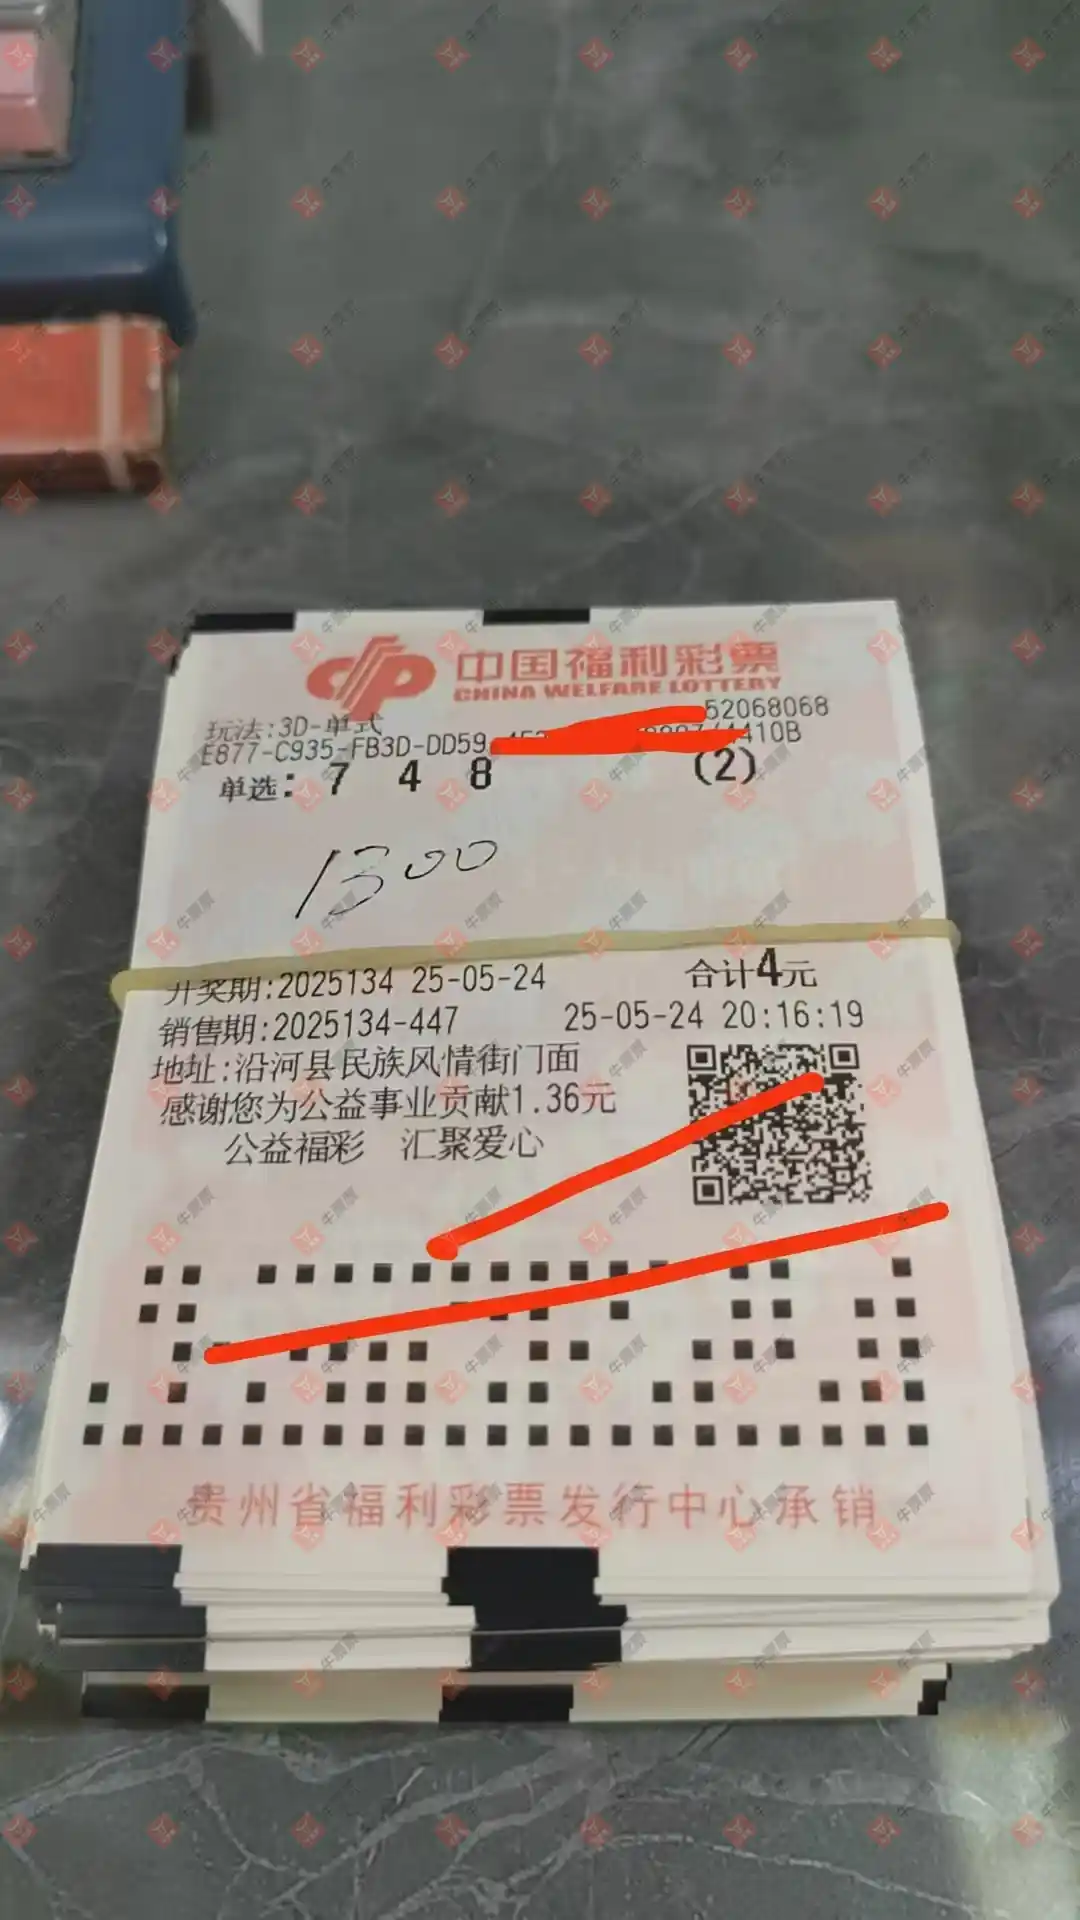 中国福利彩票
CHINA WELFARE LOTTERY
玩法:3D-单式 52068068
E877-C935-FB3D-DD59 4410B
单选: 7 4 8 (2)
1300
开奖期:2025134 25-05-24 合计4元
销售期:2025134-447 25-05-24 20:16:19
地址:沿河县民族风情街门面
感谢您为公益事业贡献1.36元
公益福彩 汇聚爱心
贵州省福利彩票发行中心承销
牛票票